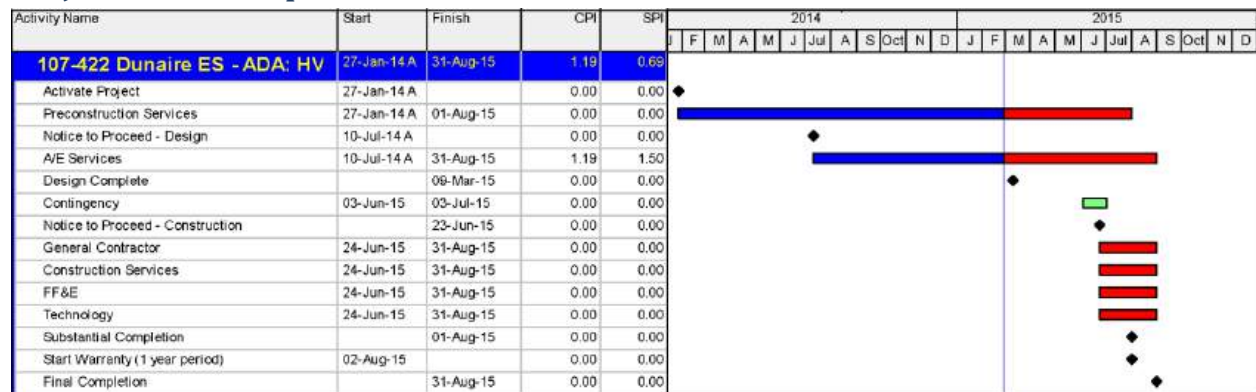 Activity Name Start Finish CPI SPI 2014 2015
J F M A M J Jul A S Oct N D J F M A M J Jul A S Oct N D
107-422 Dunaire ES - ADA: HV 27-Jan-14 A 31-Aug-15 1.19 0.69
Activate Project 27-Jan-14 A 0.00 0.00
Preconstruction Services 27-Jan-14 A 01-Aug-15 0.00 0.00
Notice to Proceed - Design 10-Jul-14 A 0.00 0.00
A/E Services 10-Jul-14 A 31-Aug-15 1.19 1.50
Design Complete 09-Mar-15 0.00 0.00
Contingency 03-Jun-15 03-Jul-15 0.00 0.00
Notice to Proceed - Construction 23-Jun-15 0.00 0.00
General Contractor 24-Jun-15 31-Aug-15 0.00 0.00
Construction Services 24-Jun-15 31-Aug-15 0.00 0.00
FF&E 24-Jun-15 31-Aug-15 0.00 0.00
Technology 24-Jun-15 31-Aug-15 0.00 0.00
Substantial Completion 01-Aug-15 0.00 0.00
Start Warranty (1 year period) 02-Aug-15 0.00 0.00
Final Completion 31-Aug-15 0.00 0.00